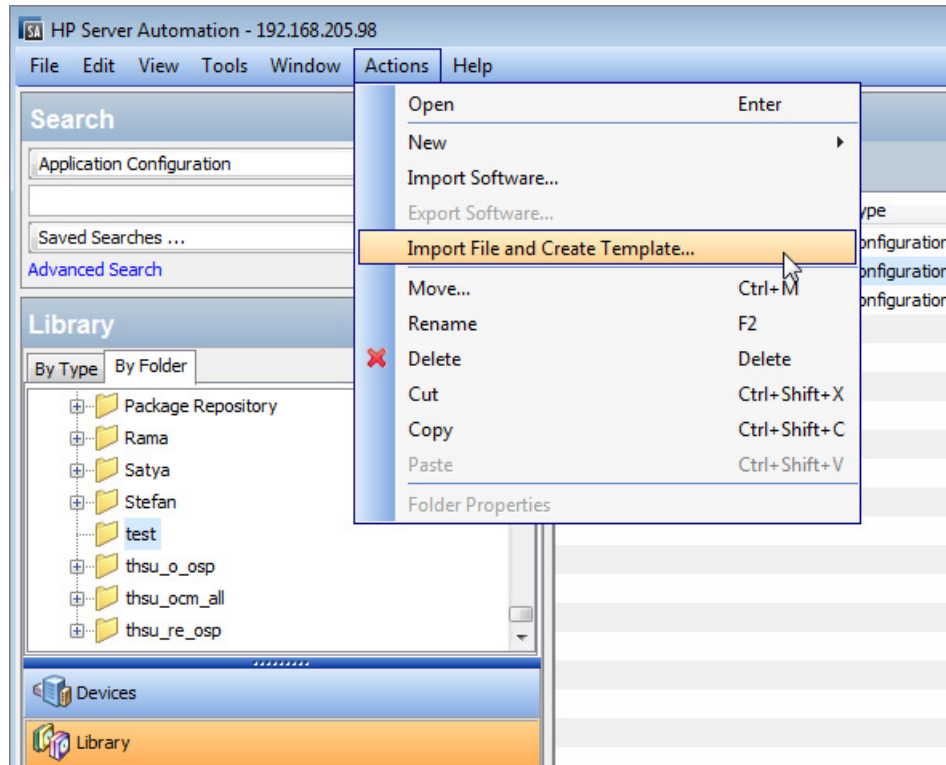 SA HP Server Automation - 192.168.205.98
File Edit View Tools Window Actions Help
Search
Application Configuration
Saved Searches ...
Advanced Search
Library
By Type By Folder
Package Repository
Rama
Satya
Stefan
test
thsu_o_osp
thsu_ocm_all
thsu_re_osp
Devices
Library
Open Enter
New
Import Software...
Export Software...
Import File and Create Template...
Move... Ctrl+M
Rename F2
Delete Delete
Cut Ctrl+Shift+X
Copy Ctrl+Shift+C
Paste Ctrl+Shift+V
Folder Properties
ype
onfiguration
onfiguration
onfiguration